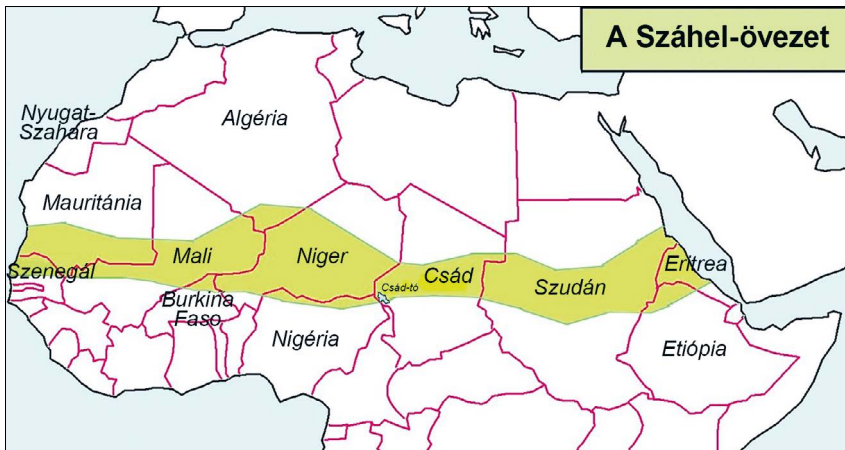 A Száhel-övezet
Nyugat-
Szahara
Algéria
Mauritánia
Mali
Niger
Csád
Csád-tó
Szudán
Eritrea
Szenegál
Burkina
Faso
Nigéria
Etiópia